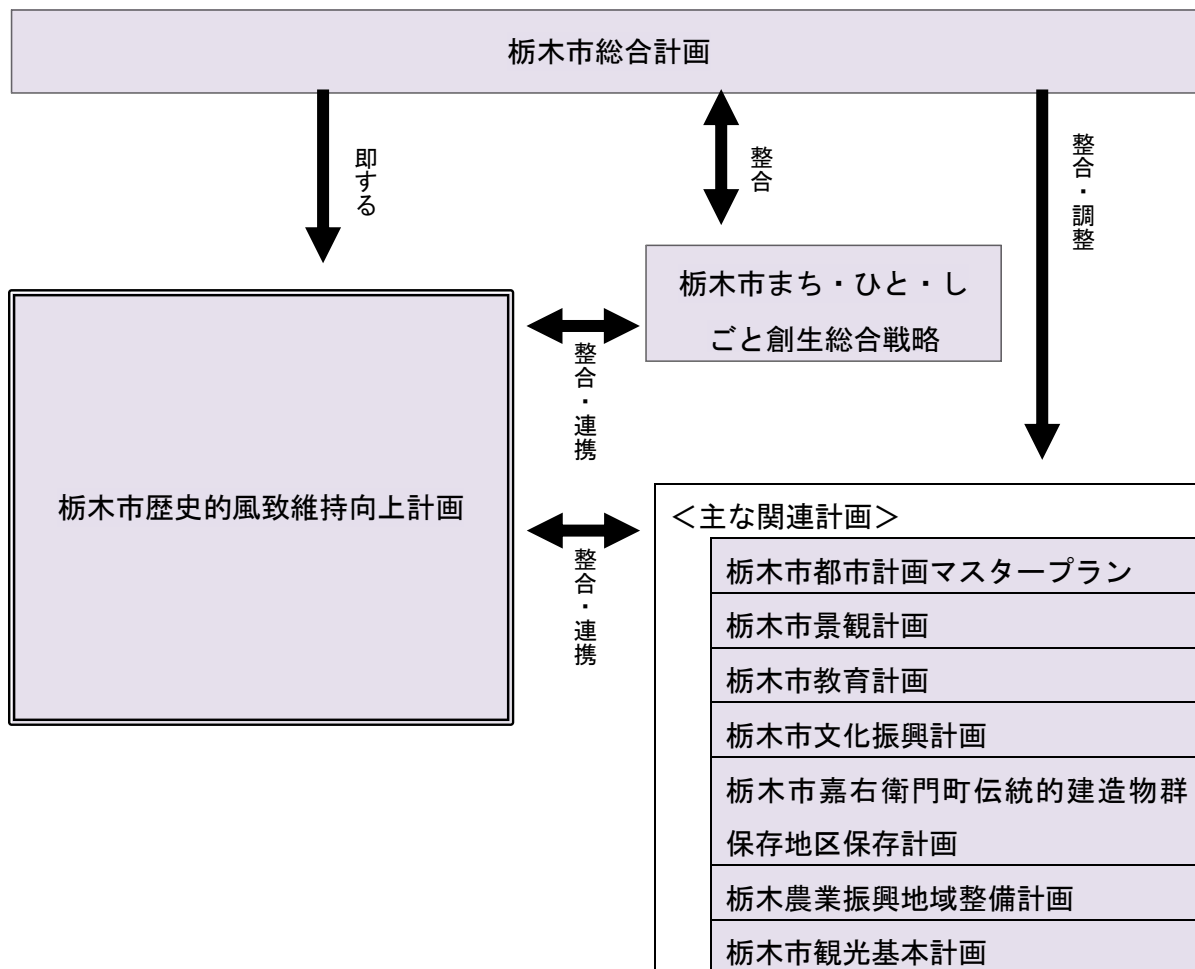 栃木市総合計画
即する
整合
整合・調整
栃木市まち・ひと・し
ごと創生総合戦略
整合・連携
栃木市歴史的風致維持向上計画
整合・連携
＜主な関連計画＞
栃木市都市計画マスタープラン
栃木市景観計画
栃木市教育計画
栃木市文化振興計画
栃木市嘉右衛門町伝統的建造物群
保存地区保存計画
栃木農業振興地域整備計画
栃木市観光基本計画